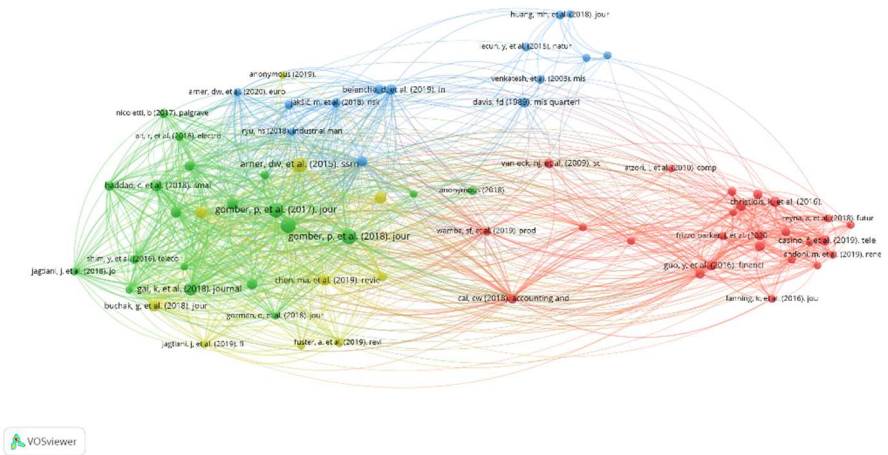 huang, mh, et al. (2018). jour
lecun, y, et al. (2015). natur
anonymous (2019).
venkatesh, et al. (2003). mis
arner, dw, et al. (2020). euro
belanche, d, et al. (2019). in
jakšič, m, et al. (2018). risk
davis, fd (1989). mis quarterl
nicoletti, b (2017). palgrave
ryu, hs (2018). industrial man
alt, r, et al. (2018). electro
arner, dw, et al. (2015). ssrn
van eck, nj, et al. (2009). sc
atzori, l, et al. (2010). comp
haddad, c, et al. (2018). smal
anonymous (2018).
christidis, k, et al. (2016).
gomber, p, et al. (2017). jour
reyna, a, et al. (2018). futur
wamba, sf, et al. (2019). prod
gomber, p, et al. (2018). jour
frizzo-barker, j, et al. (2020
casino, f, et al. (2019). tele
andoni, m, et al. (2019). rene
shim, y, et al. (2016). teleco
guo, y, et al. (2016). financi
jagtiani, j, et al. (2018). jo
chen, ma, et al. (2019). revie
gai, k, et al. (2018). journal
cai, cw (2018). accounting and
fanning, k, et al. (2016). jou
buchak, g, et al. (2018). jour
gozman, d, et al. (2018). jour
jagtiani, j, et al. (2019). fi
fuster, a, et al. (2019). revi
VOSviewer